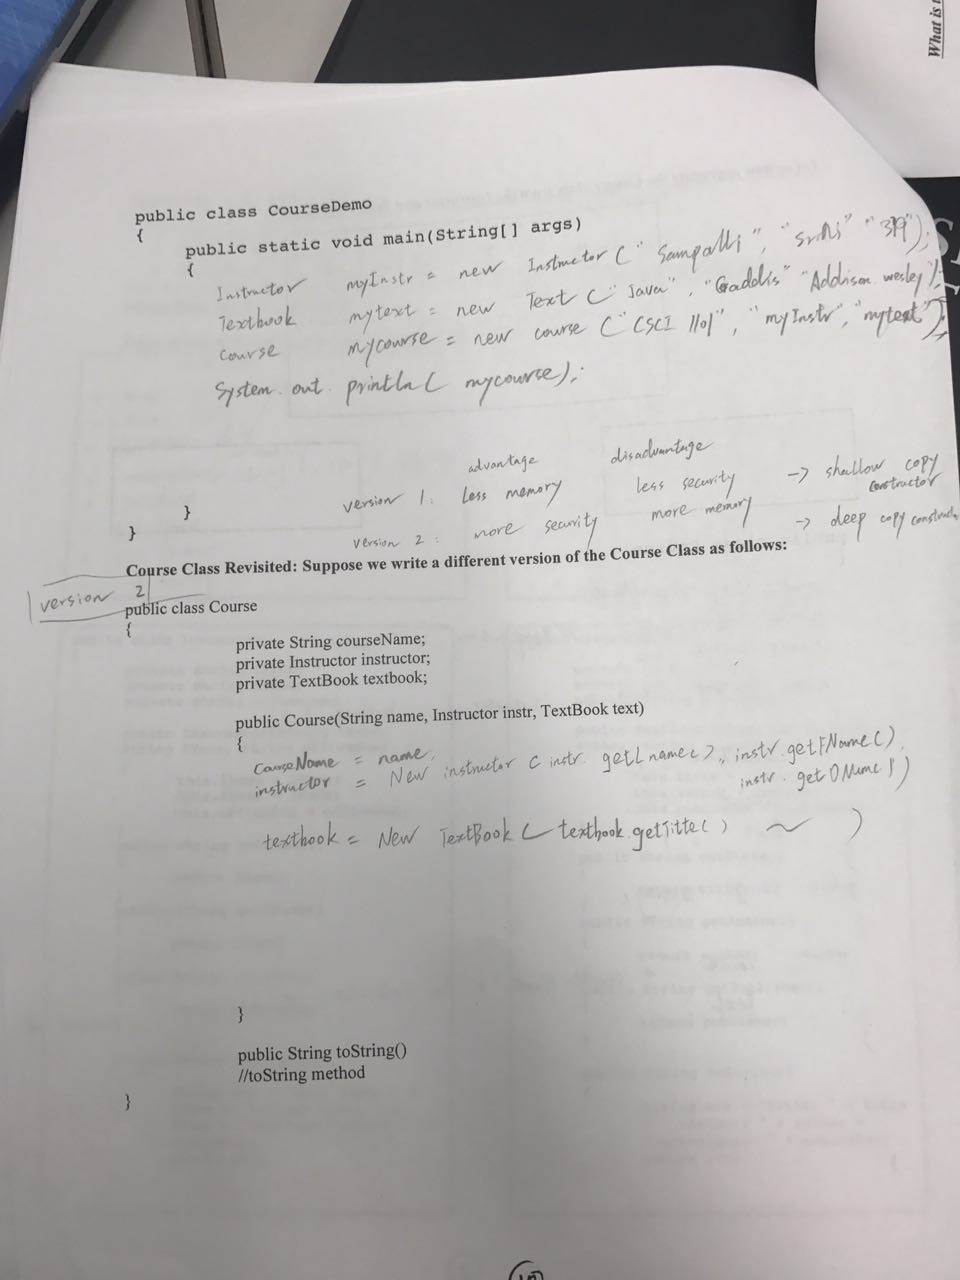 What is t
public class CourseDemo
{
public static void main(String[] args)
{
Instructor myInstr = new Instructor ("Sampalli", "Srini" "319");
Textbook mytext = new Text ("Java", "Gaddis" "Addison wesley");
Course mycourse = new course ("CSCI 1101", "myInstr", "mytext");
System.out.println( mycourse);
advantage disadvantage
version 1: Less memory less security -> shallow copy constructor
version 2: more security more memory -> deep copy
}
}
Course Class Revisited: Suppose we write a different version of the Course Class as follows:
version 2
public class Course
{
private String courseName;
private Instructor instructor;
private TextBook textbook;
public Course(String name, Instructor instr, TextBook text)
{
CourseName = name,
instructor = New instructor ( instr. getLname(), instr.getFName(),
instr. getONum( ))
textbook = New TextBook ( textbook.getTitle( ) ~ )
}
public String toString()
//toString method
}